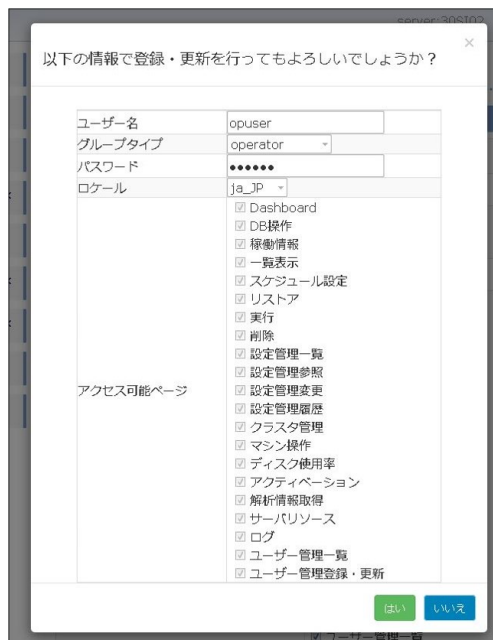 server:30SI02
×
以下の情報で登録・更新を行ってもよろしいでしょうか？
ユーザー名 opuser
グループタイプ operator
パスワード ●●●●●●
ロケール ja_JP
アクセス可能ページ
Dashboard
DB操作
稼働情報
一覧表示
スケジュール設定
リストア
実行
削除
設定管理一覧
設定管理参照
設定管理変更
設定管理履歴
クラスタ管理
マシン操作
ディスク使用率
アクティベーション
解析情報取得
サーバリソース
ログ
ユーザー管理一覧
ユーザー管理登録・更新
はい いいえ
ユーザー管理一覧